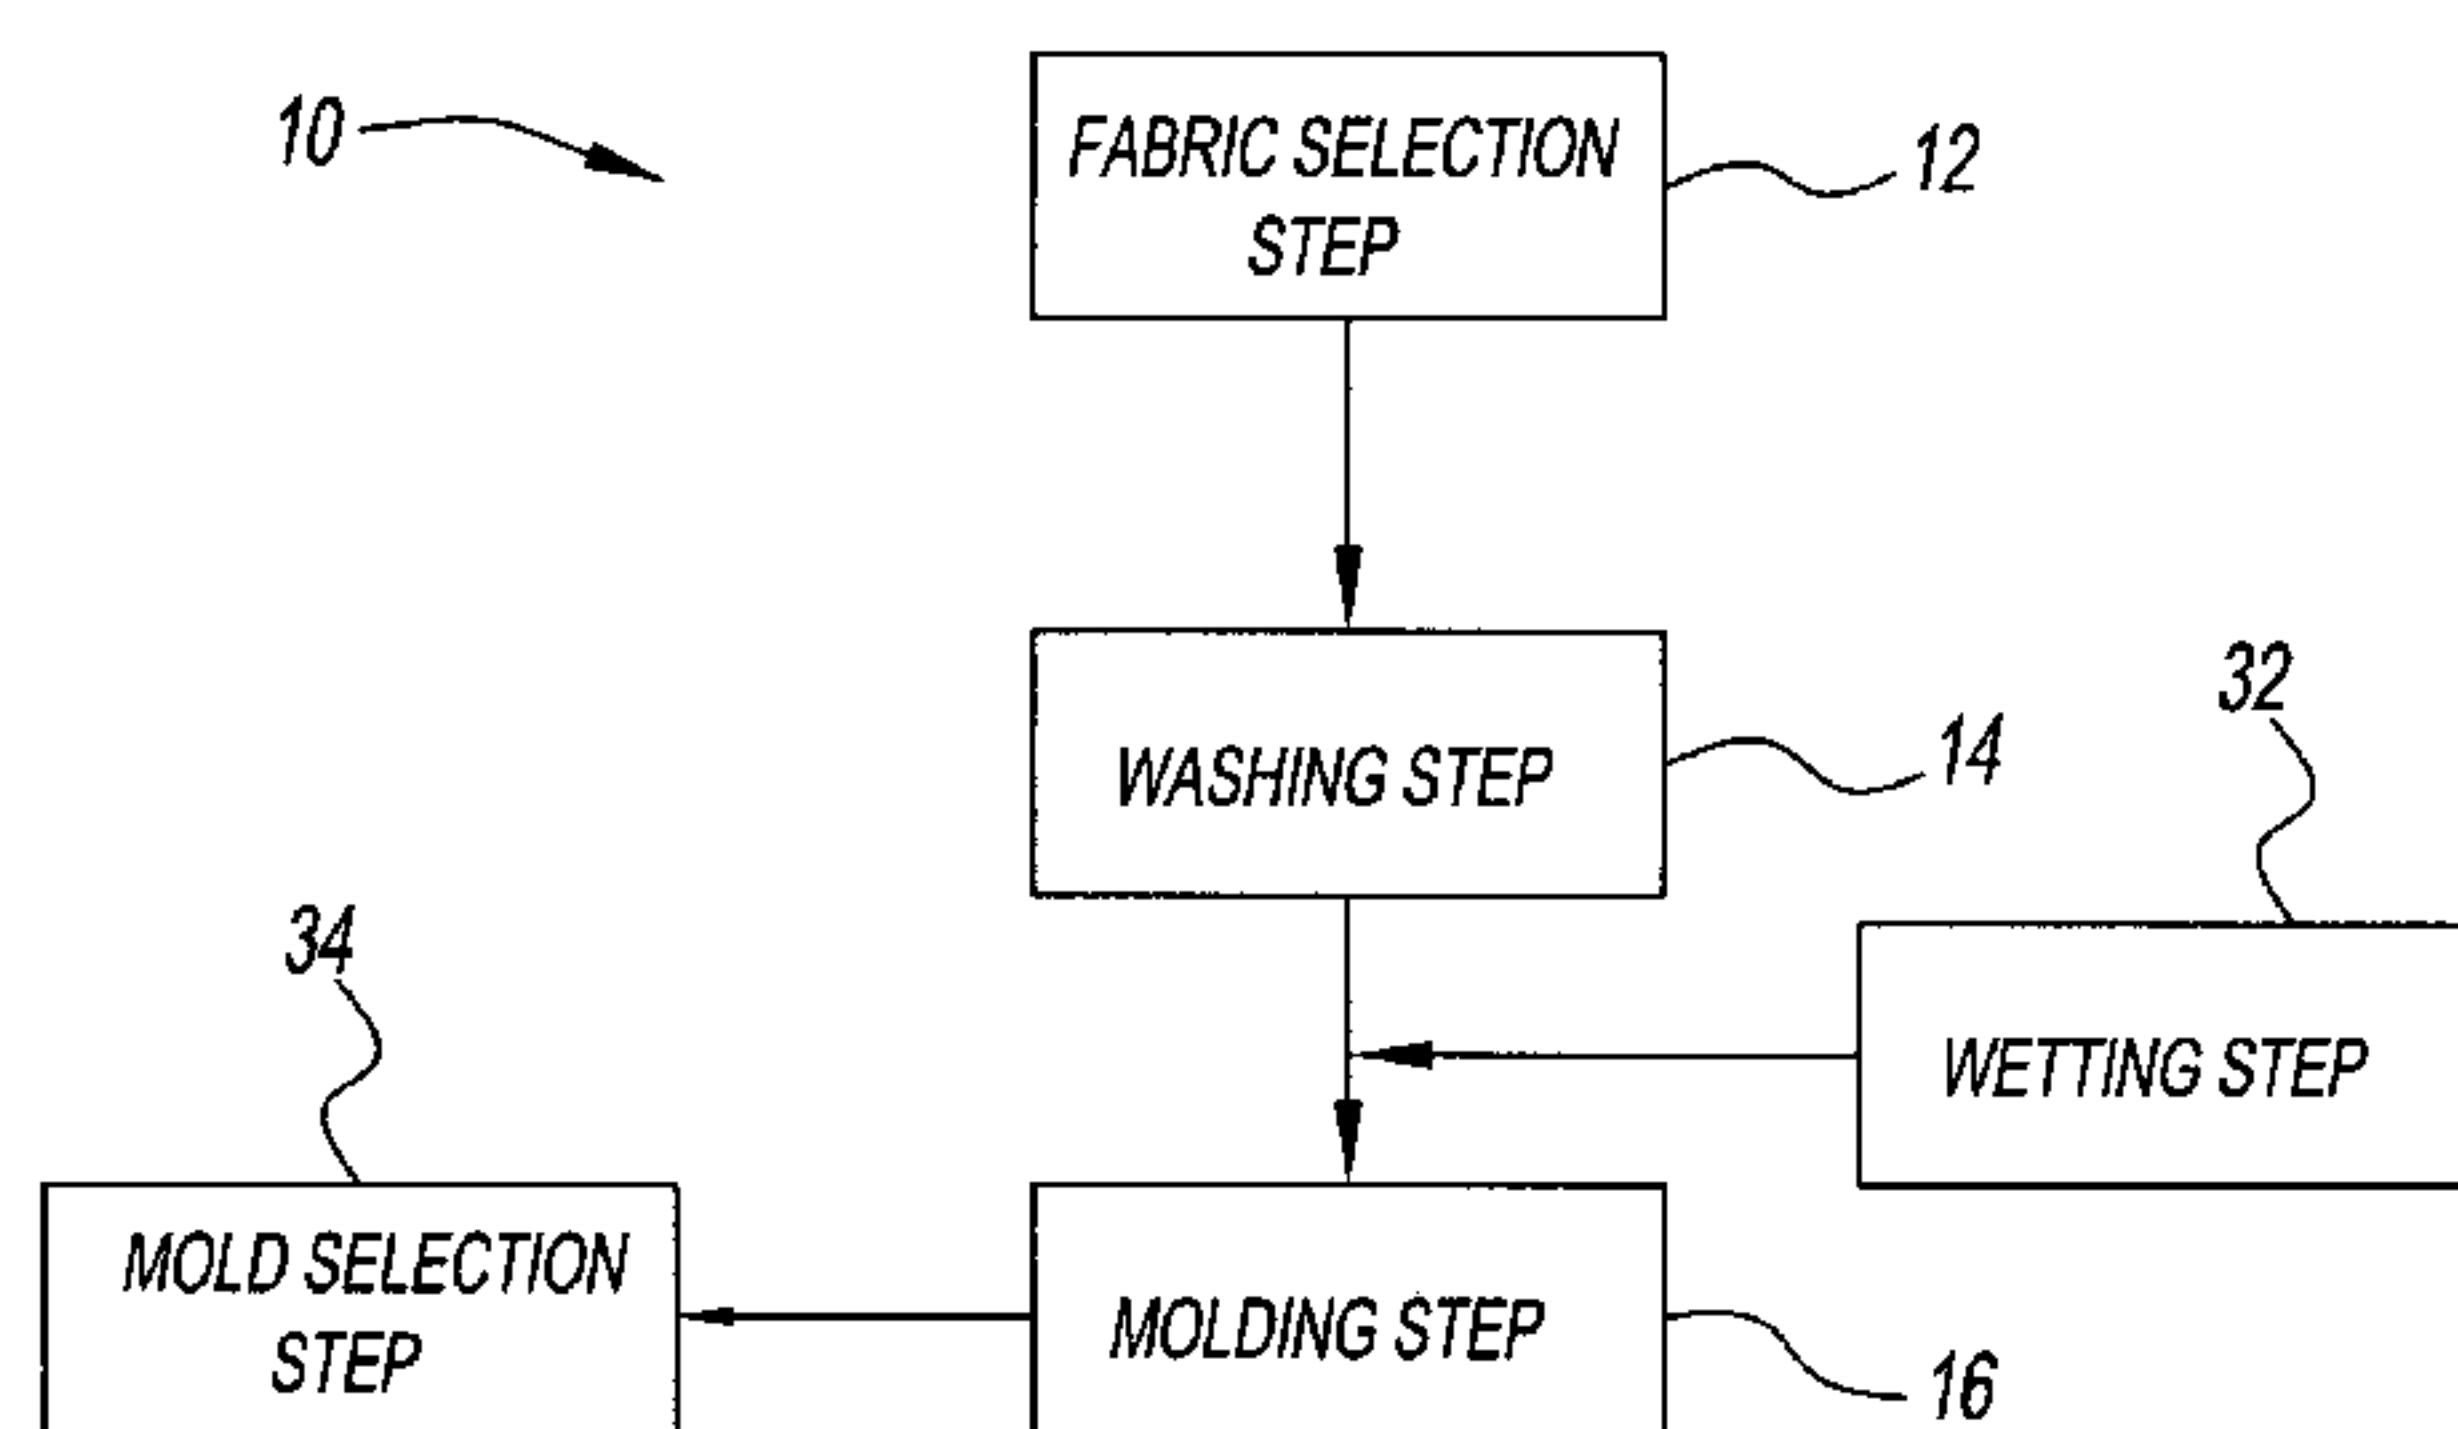 10
FABRIC SELECTION
STEP
12
WASHING STEP
14
32
34
WETTING STEP
MOLD SELECTION
STEP
MOLDING STEP
16